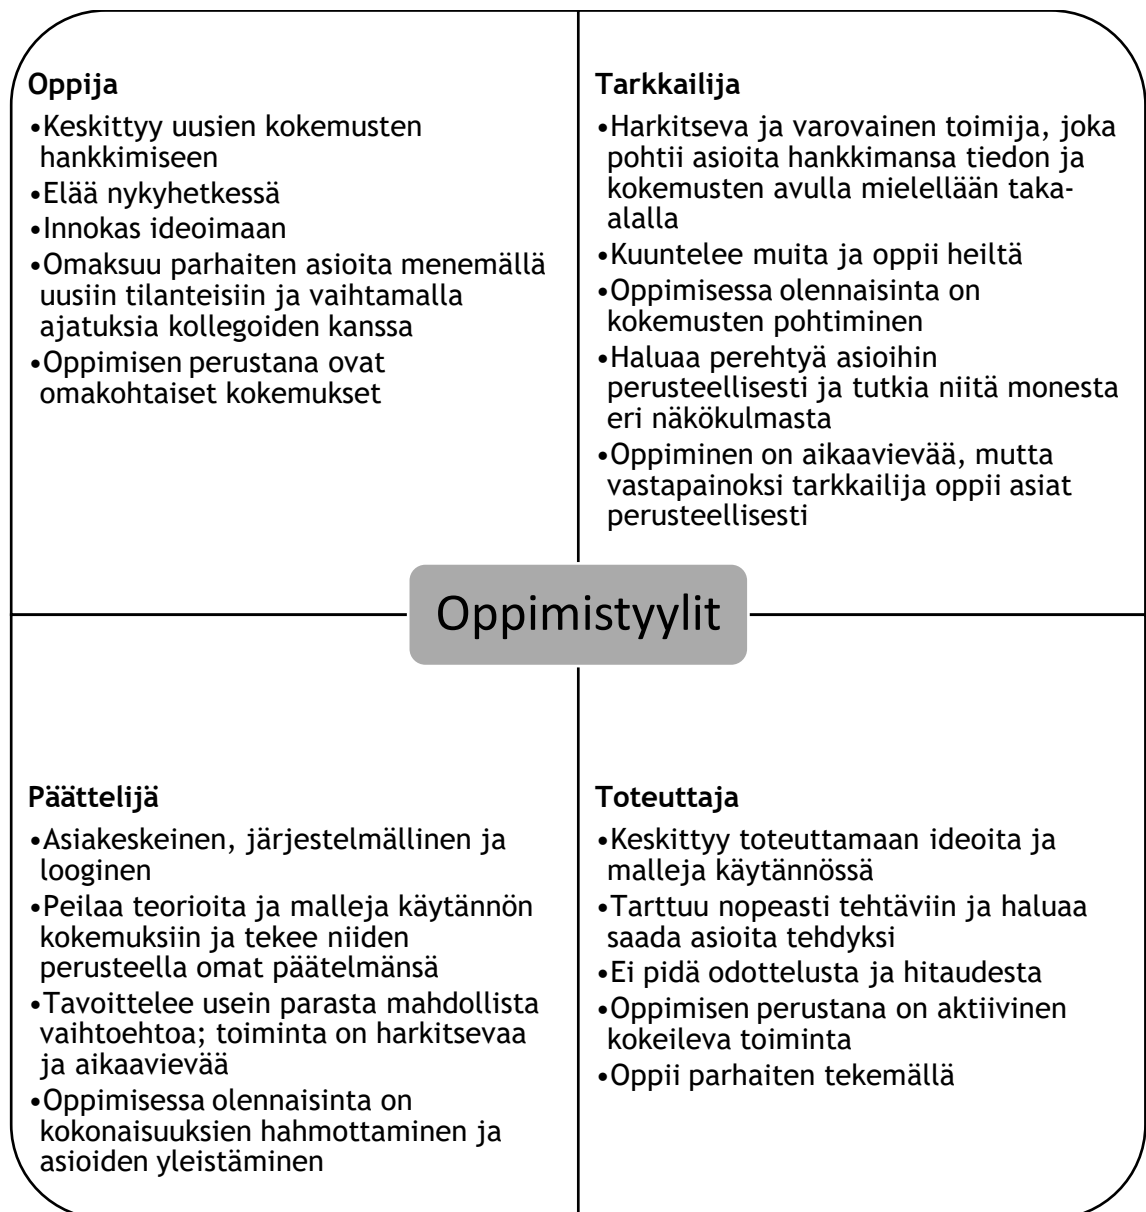 Oppija
•Keskittyy uusien kokemusten
hankkimiseen
•Elää nykyhetkessä
•Innokas ideoimaan
•Omaksuu parhaiten asioita menemällä
uusiin tilanteisiin ja vaihtamalla
ajatuksia kollegoiden kanssa
•Oppimisen perustana ovat
omakohtaiset kokemukset
Tarkkailija
•Harkitseva ja varovainen toimija, joka
pohtii asioita hankkimansa tiedon ja
kokemusten avulla mielellään taka-
alalla
•Kuuntelee muita ja oppii heiltä
•Oppimisessa olennaisinta on
kokemusten pohtiminen
•Haluaa perehtyä asioihin
perusteellisesti ja tutkia niitä monesta
eri näkökulmasta
•Oppiminen on aikaavievää, mutta
vastapainoksi tarkkailija oppii asiat
perusteellisesti
Oppimistyylit
Päättelijä
•Asiakeskeinen, järjestelmällinen ja
looginen
•Peilaa teorioita ja malleja käytännön
kokemuksiin ja tekee niiden
perusteella omat päätelmänsä
•Tavoittelee usein parasta mahdollista
vaihtoehtoa; toiminta on harkitsevaa
ja aikaavievää
•Oppimisessa olennaisinta on
kokonaisuuksien hahmottaminen ja
asioiden yleistäminen
Toteuttaja
•Keskittyy toteuttamaan ideoita ja
malleja käytännössä
•Tarttuu nopeasti tehtäviin ja haluaa
saada asioita tehdyksi
•Ei pidä odottelusta ja hitaudesta
•Oppimisen perustana on aktiivinen
kokeileva toiminta
•Oppii parhaiten tekemällä